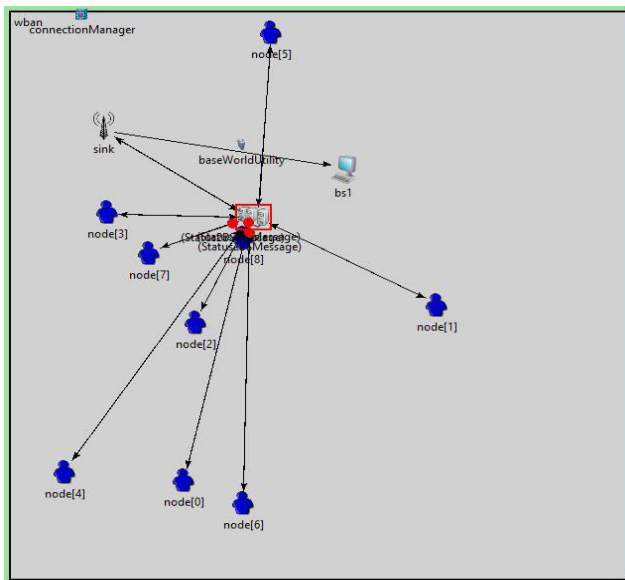 wban
connectionManager
node[5]
sink
baseWorldUtility
bs1
node[3]
(StatusBSMessage)
node[7]
node[8]
node[1]
node[2]
node[4]
node[0]
node[6]